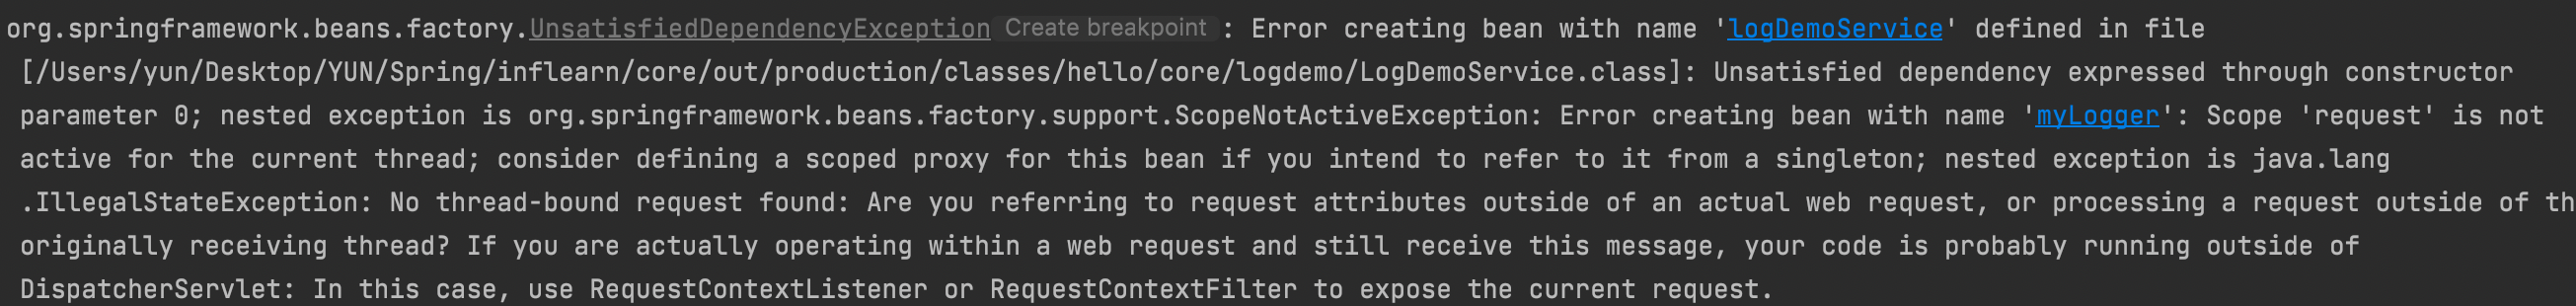 org.springframework.beans.factory.UnsatisfiedDependencyException Create breakpoint : Error creating bean with name 'logDemoService' defined in file
[/Users/yun/Desktop/YUN/Spring/inflearn/core/out/production/classes/hello/core/logdemo/LogDemoService.class]: Unsatisfied dependency expressed through constructor
parameter 0; nested exception is org.springframework.beans.factory.support.ScopeNotActiveException: Error creating bean with name 'myLogger': Scope 'request' is not
active for the current thread; consider defining a scoped proxy for this bean if you intend to refer to it from a singleton; nested exception is java.lang
.IllegalStateException: No thread-bound request found: Are you referring to request attributes outside of an actual web request, or processing a request outside of th
originally receiving thread? If you are actually operating within a web request and still receive this message, your code is probably running outside of
DispatcherServlet: In this case, use RequestContextListener or RequestContextFilter to expose the current request.